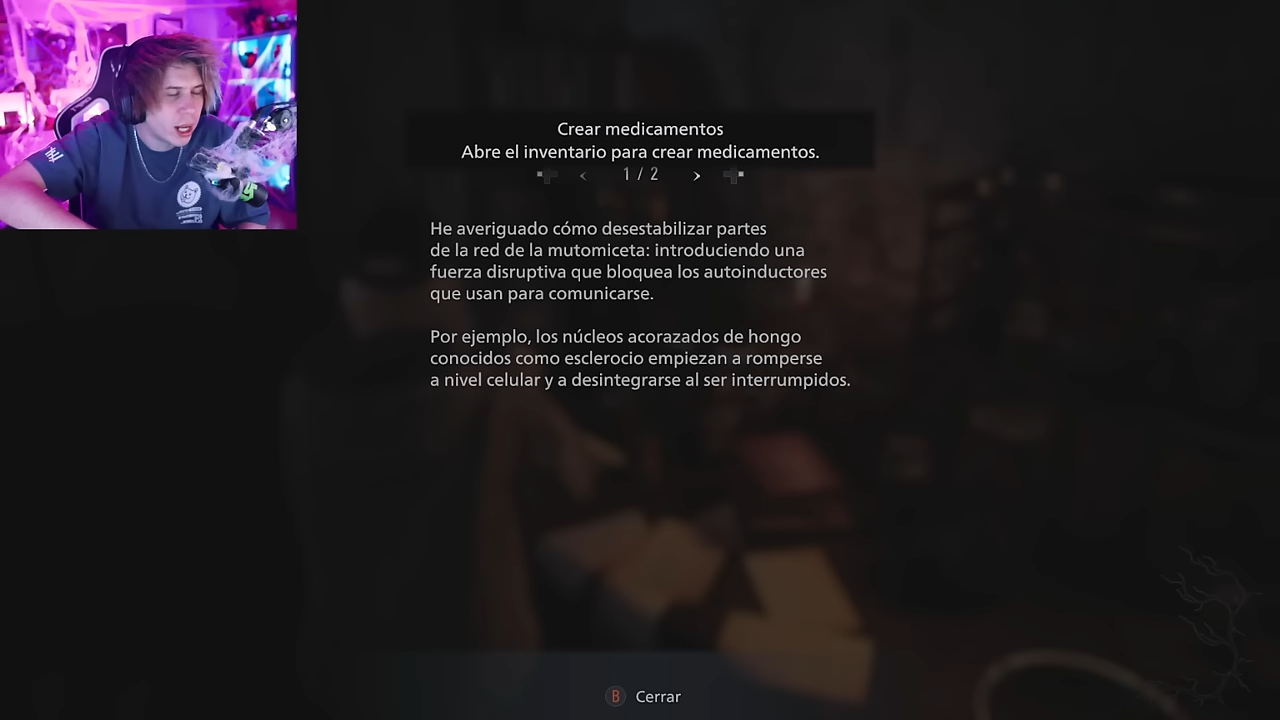 Crear medicamentos
Abre el inventario para crear medicamentos.
1 / 2
He averiguado cómo desestabilizar partes
de la red de la mutomiceta: introduciendo una
fuerza disruptiva que bloquea los autoinductores
que usan para comunicarse.
Por ejemplo, los núcleos acorazados de hongo
conocidos como esclerocio empiezan a romperse
a nivel celular y a desintegrarse al ser interrumpidos.
B Cerrar